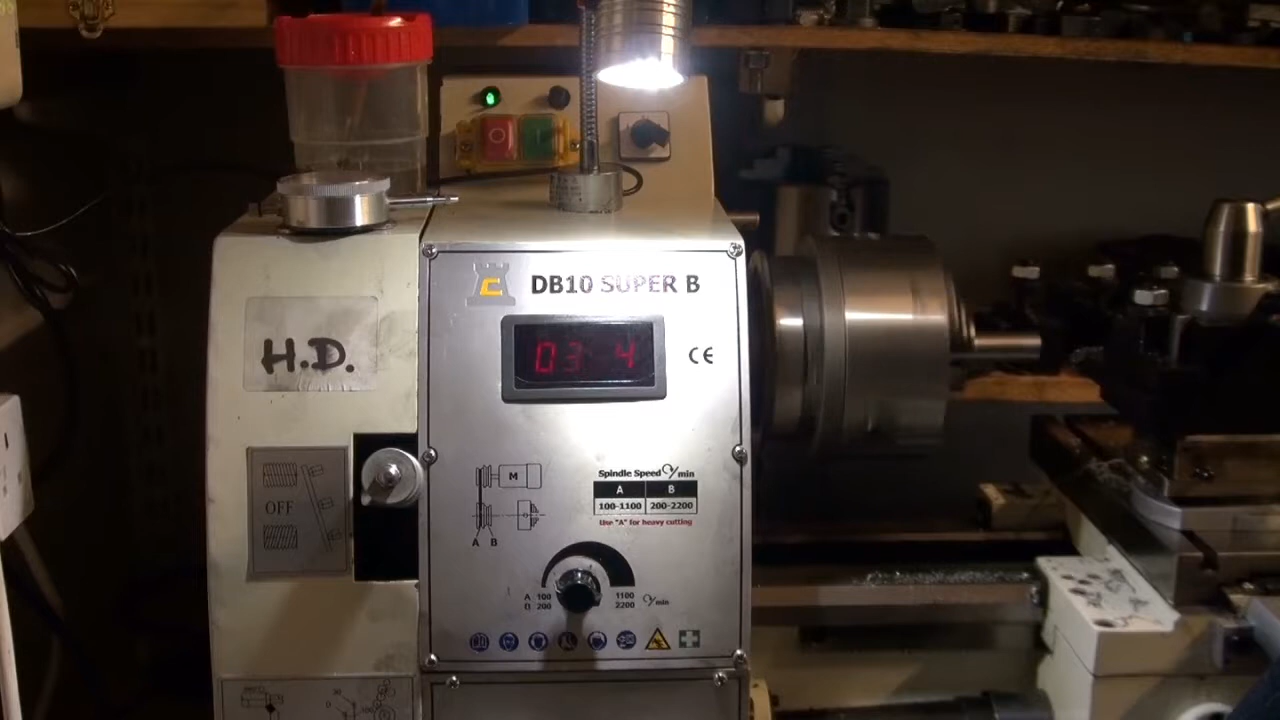 DB10 SUPER B
03 4
CE
H.D.
OFF
M
A B
Spindle Speed /min
A B
100-1100 200-2200
Use "A" for heavy cutting
A 100 1100
B 200 2200 /min